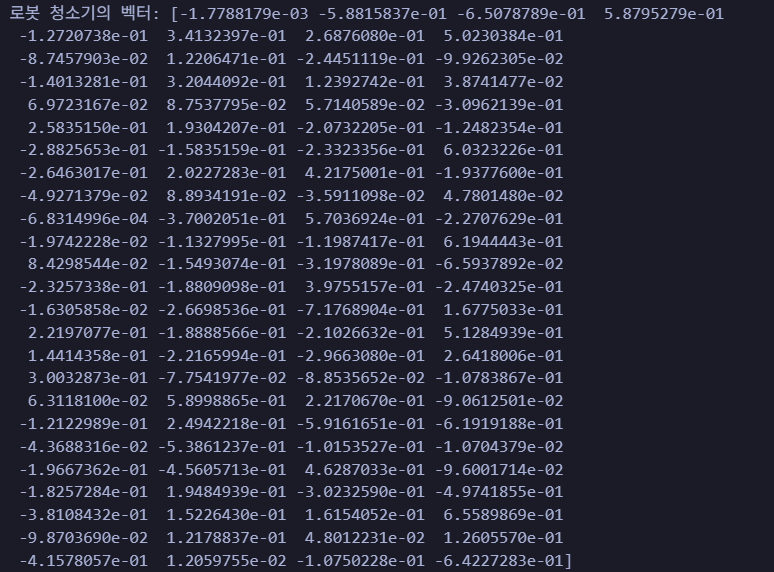 로봇 청소기의 벡터: [-1.7788179e-03 -5.8815837e-01 -6.5078789e-01  5.8795279e-01
 -1.2720738e-01  3.4132397e-01  2.6876080e-01  5.0230384e-01
 -8.7457903e-02  1.2206471e-01 -2.4451119e-01 -9.9262305e-02
 -1.4013281e-01  3.2044092e-01  1.2392742e-01  3.8741477e-02
  6.9723167e-02  8.7537795e-02  5.7140589e-02 -3.0962139e-01
  2.5835150e-01  1.9304207e-01 -2.0732205e-01 -1.2482354e-01
 -2.8825653e-01 -1.5835159e-01 -2.3323356e-01  6.0323226e-02
 -2.6463017e-01  2.0227283e-01  4.2175001e-01 -1.9377600e-01
 -4.9271379e-02  8.8934191e-02 -3.5911098e-02  4.7801480e-02
 -6.8314996e-04 -3.7002051e-01  5.7036924e-01 -2.2707629e-01
 -1.9742228e-02 -1.1327995e-01 -1.1987417e-01  6.1944443e-01
  8.4298544e-02 -1.5493074e-01 -3.1978089e-01 -6.5937892e-02
 -2.3257338e-01 -1.8809098e-01  3.9755157e-01 -2.4740325e-01
 -1.6305858e-02 -2.6698536e-01 -7.1768904e-01  1.6775033e-01
  2.2197077e-01 -1.8888566e-01 -2.1026632e-01  5.1284939e-01
  1.4414358e-01 -2.2165994e-01 -2.9663080e-01  2.6418006e-01
  3.0032873e-01 -7.7541977e-02 -8.8535652e-02 -1.0783867e-01
  6.3118100e-02  5.8998865e-01  2.2170670e-01 -9.0612501e-02
 -1.2122989e-01  2.4942218e-01 -5.9161651e-01 -6.1919188e-01
 -4.3688316e-02 -5.3861237e-01 -1.0153527e-01 -1.0704379e-02
 -1.9667362e-01 -4.5605713e-01  4.6287033e-01 -9.6001714e-02
 -1.8257284e-01  1.9484939e-01 -3.0232590e-01 -4.9741855e-01
 -3.8108432e-01  1.5226430e-01  1.6154052e-01  6.5589869e-01
 -9.8703690e-02  1.2178837e-01  4.8012231e-02  1.2605570e-01
 -4.1578057e-01  1.2059755e-02 -1.0750228e-01 -6.4227283e-01]